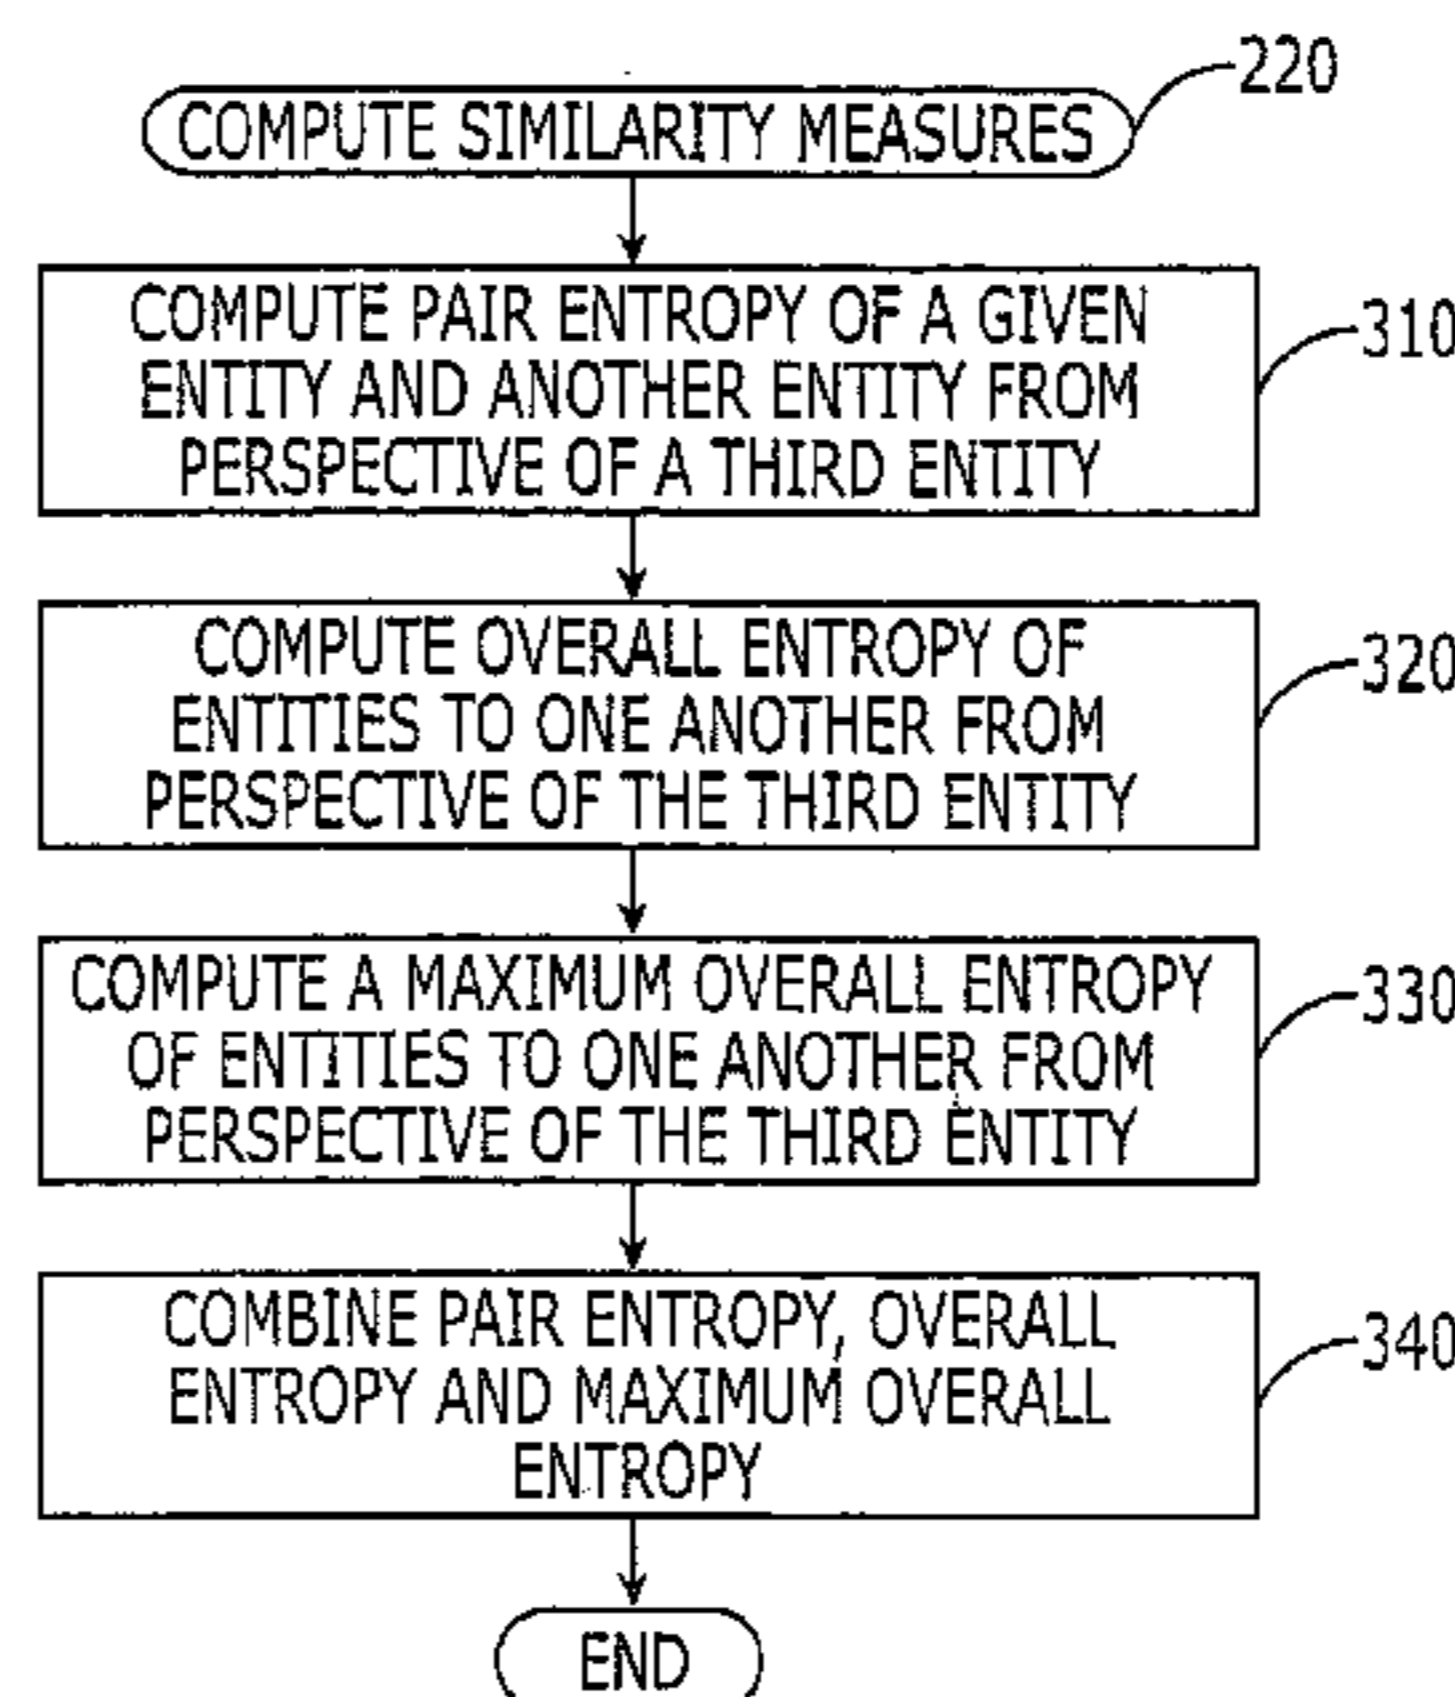 220
COMPUTE SIMILARITY MEASURES
COMPUTE PAIR ENTROPY OF A GIVEN
ENTITY AND ANOTHER ENTITY FROM
PERSPECTIVE OF A THIRD ENTITY
310
COMPUTE OVERALL ENTROPY OF
ENTITIES TO ONE ANOTHER FROM
PERSPECTIVE OF THE THIRD ENTITY
320
COMPUTE A MAXIMUM OVERALL ENTROPY
OF ENTITIES TO ONE ANOTHER FROM
PERSPECTIVE OF THE THIRD ENTITY
330
COMBINE PAIR ENTROPY, OVERALL
ENTROPY AND MAXIMUM OVERALL
ENTROPY
340
END